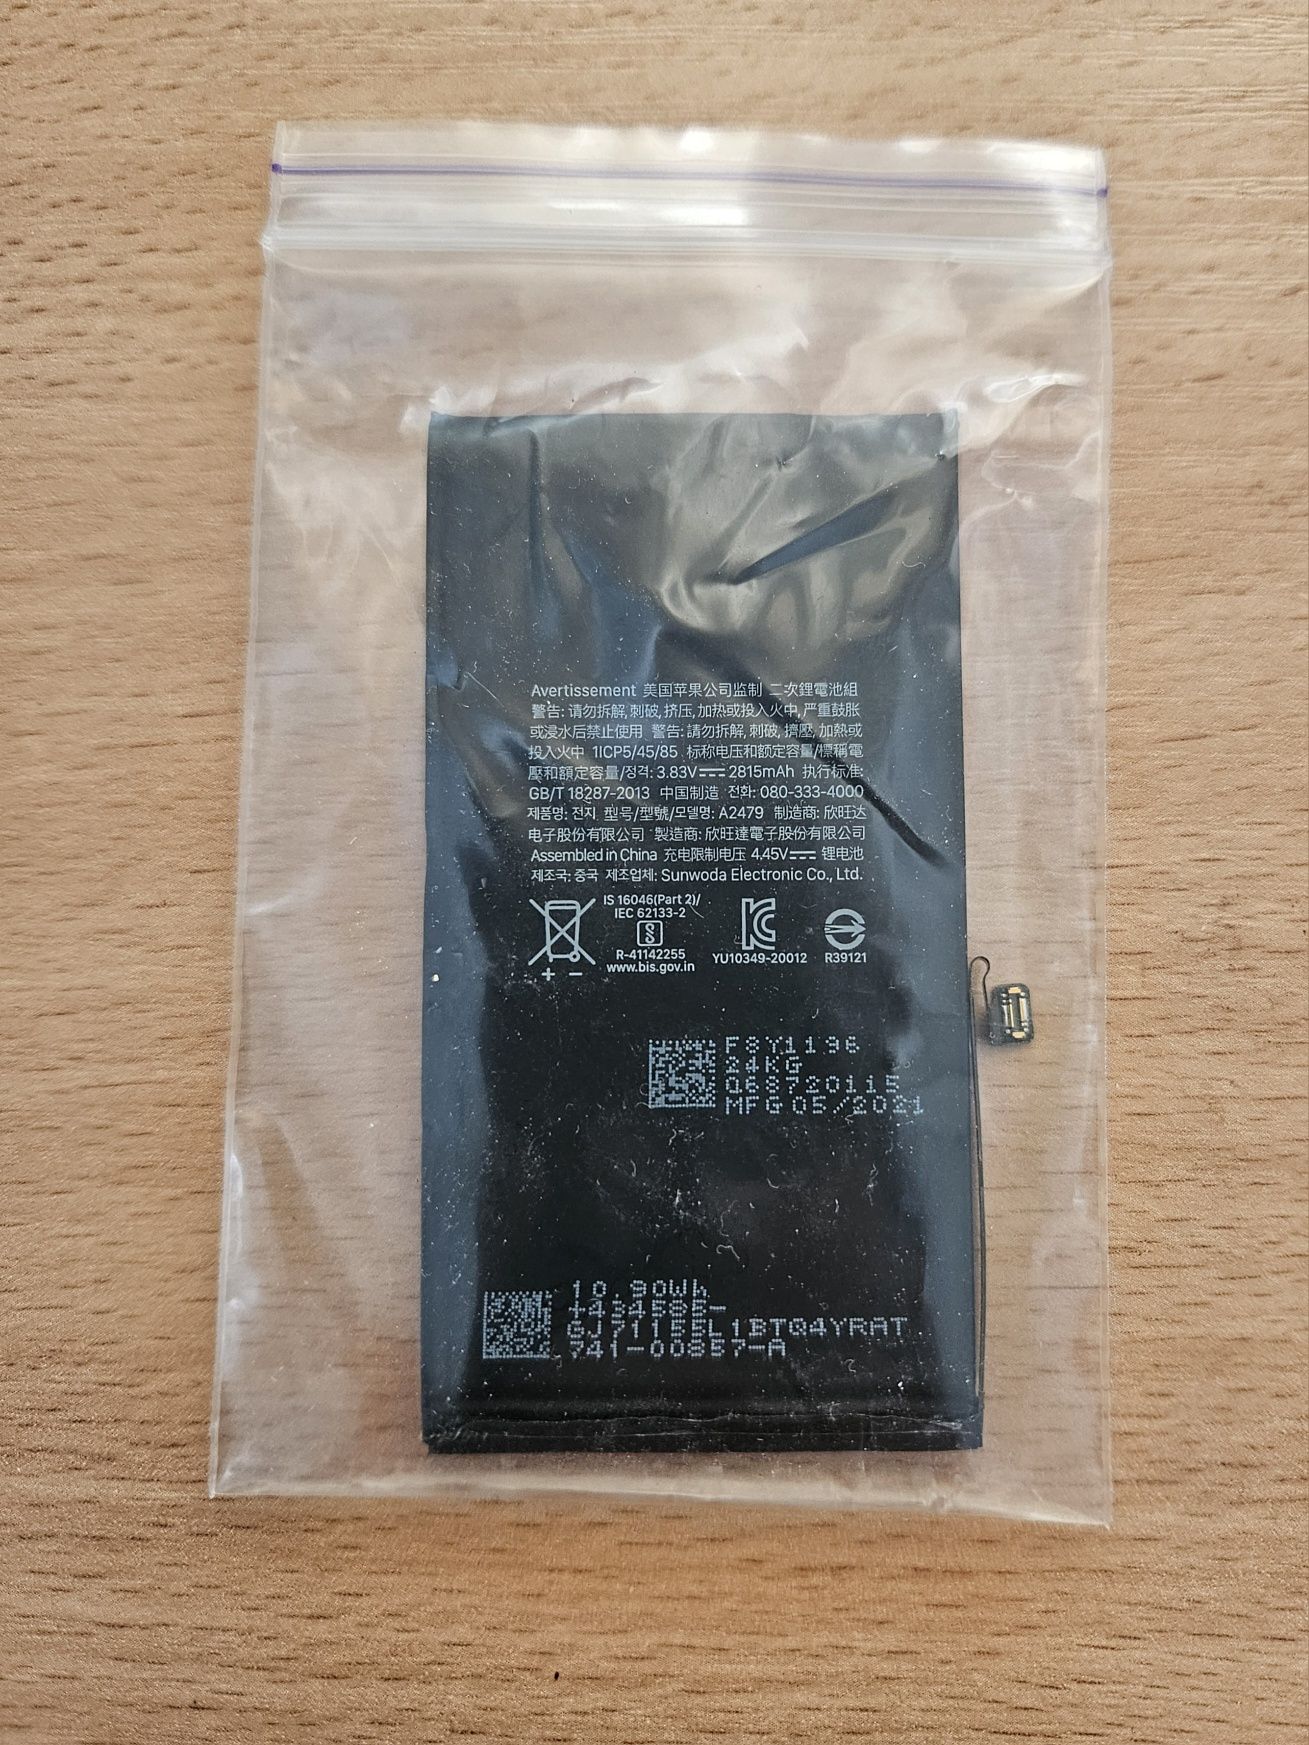 Avertissement 美国苹果公司监制 二次鋰電池組
警告: 请勿拆解, 刺破, 挤压, 加热或投入火中, 严重鼓胀
或浸水后禁止使用 警告: 請勿拆解, 刺破, 擠壓, 加熱或
投入火中 1ICP5/45/85 标称电压和额定容量/標稱電
壓和額定容量/정격: 3.83V⎓ 2815mAh 执行标准:
GB/T 18287-2013 中国制造 전화: 080-333-4000
제품명: 전지 型号/型號/모델명: A2479 制造商: 欣旺达
电子股份有限公司 製造商: 欣旺達電子股份有限公司
Assembled in China 充电限制电压 4.45V⎓ 锂电池
제조국: 중국 제조업체: Sunwoda Electronic Co., Ltd.
IS 16046(Part 2)/
IEC 62133-2
R-41142255
www.bis.gov.in
YU10349-20012
R39121
+ −
F8Y1196
24KG
Q68720115
MFG 05/2021
10.90Wh
741-00857-A